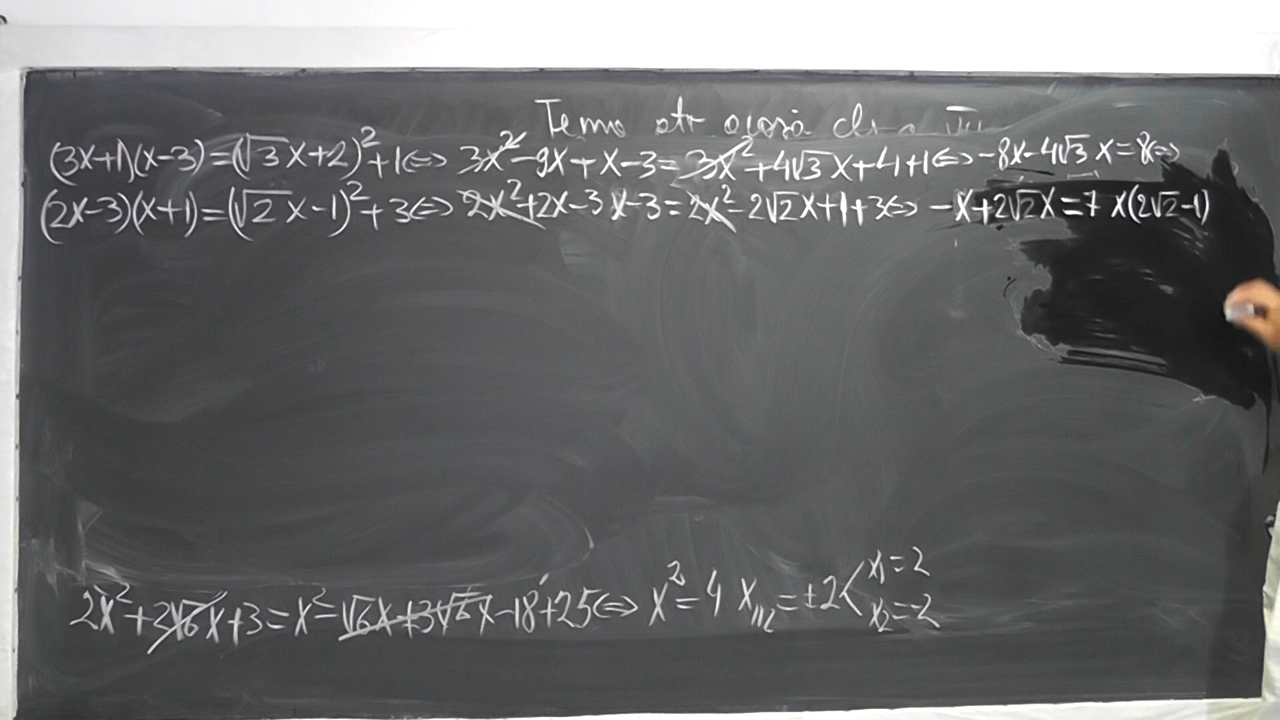 Temo
(3x+1)(x-3)=(√3x+2)²+1⇔3x²-9x+x-3=3x²+4√3x+4+1⇔-8x-4√3x=8⇔
(2x-3)(x+1)=(√2x-1)²+3⇔2x²+2x-3x-3=2x²-2√2x+1+3⇔-x+2√2x=7 x(2√2-1)
2x²+2√6x+3=x²-√6x+3√6x-18+25⇔x²=4 x₁,₂=±2< x₁=2
x₂=-2